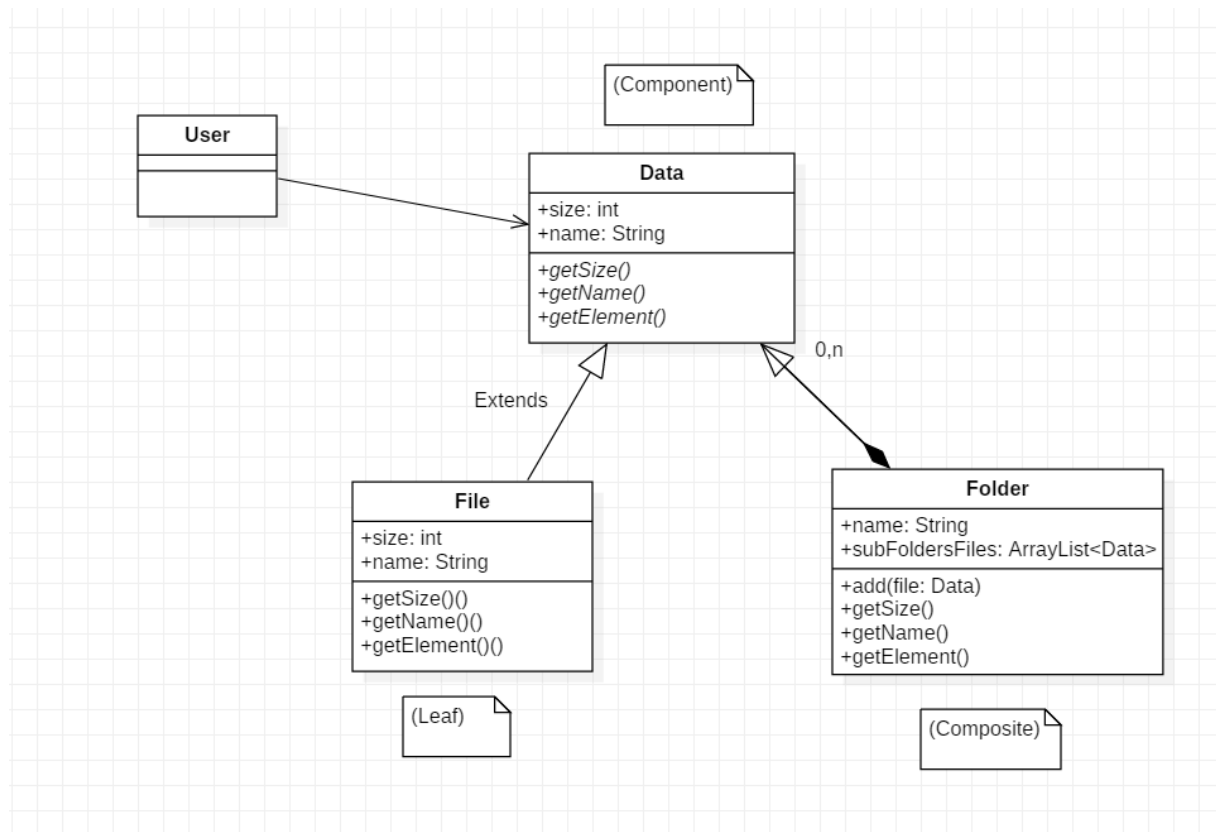 (Component)
User
Data
+size: int
+name: String
+getSize()
+getName()
+getElement()
0,n
Extends
File
+size: int
+name: String
+getSize()()
+getName()()
+getElement()()
(Leaf)
Folder
+name: String
+subFoldersFiles: ArrayList<Data>
+add(file: Data)
+getSize()
+getName()
+getElement()
(Composite)